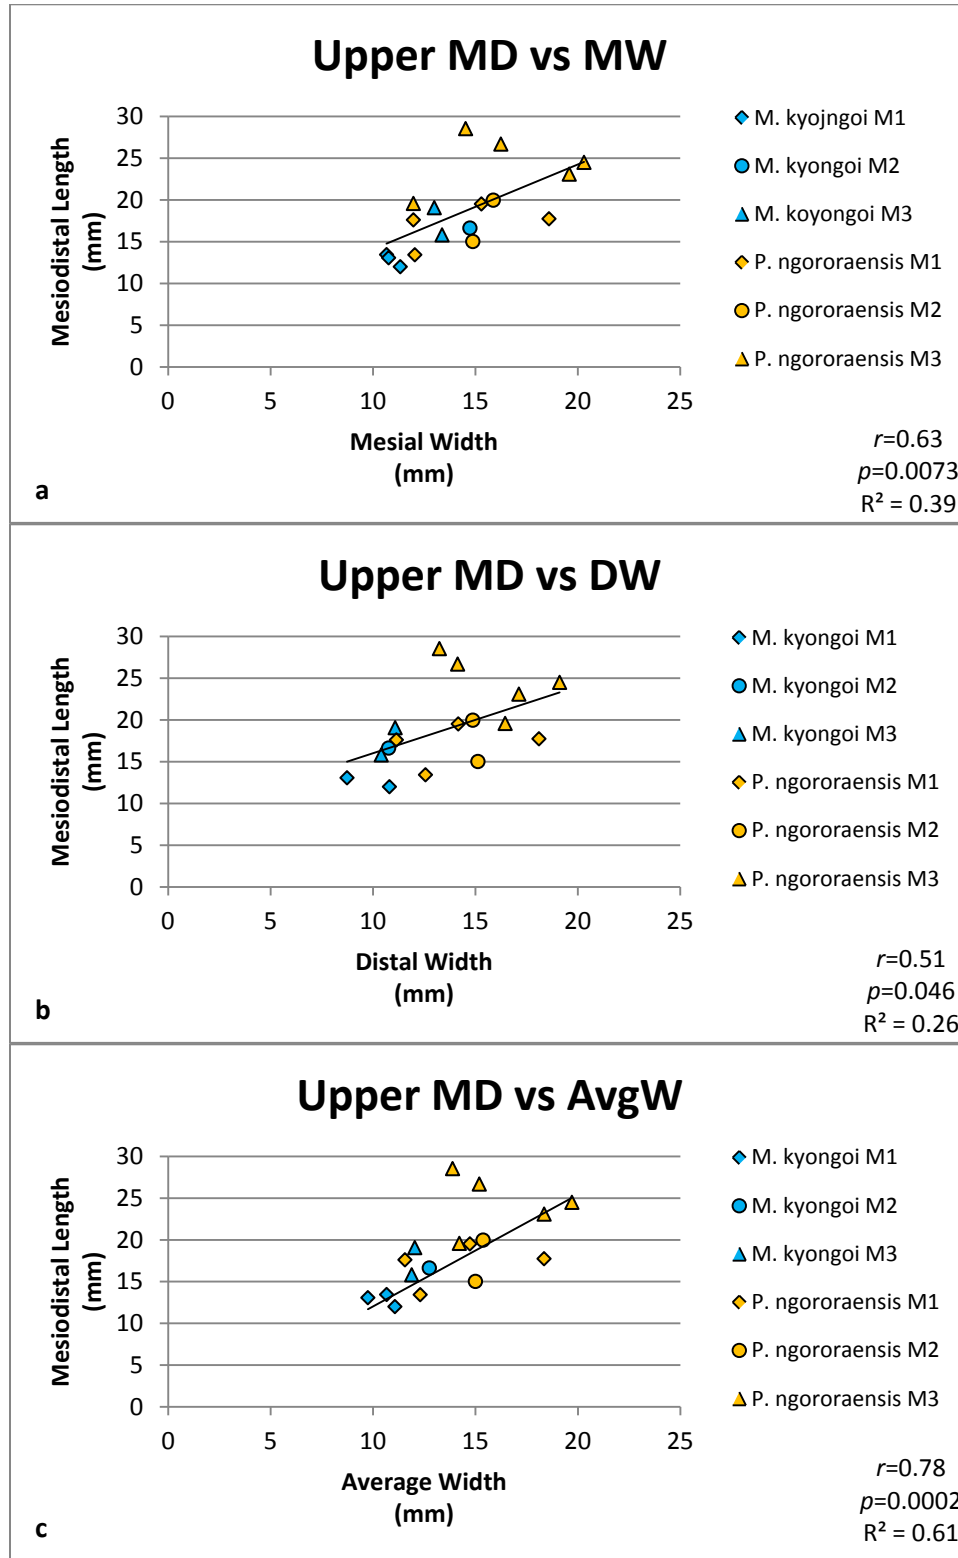 Upper MD vs MW
Mesiodistal Length
(mm)
30
25
20
15
10
5
0
0 5 10 15 20 25
Mesial Width
(mm)
M. kyojngoi M1
M. kyongoi M2
M. koyongoi M3
P. ngororaensis M1
P. ngororaensis M2
P. ngororaensis M3
r=0.63
p=0.0073
R² = 0.39
a
Upper MD vs DW
Mesiodistal Length
(mm)
30
25
20
15
10
5
0
0 5 10 15 20 25
Distal Width
(mm)
M. kyongoi M1
M. kyongoi M2
M. kyongoi M3
P. ngororaensis M1
P. ngororaensis M2
P. ngororaensis M3
r=0.51
p=0.046
R² = 0.26
b
Upper MD vs AvgW
Mesiodistal Length
(mm)
30
25
20
15
10
5
0
0 5 10 15 20 25
Average Width
(mm)
M. kyongoi M1
M. kyongoi M2
M. kyongoi M3
P. ngororaensis M1
P. ngororaensis M2
P. ngororaensis M3
r=0.78
p=0.0002
R² = 0.61
c